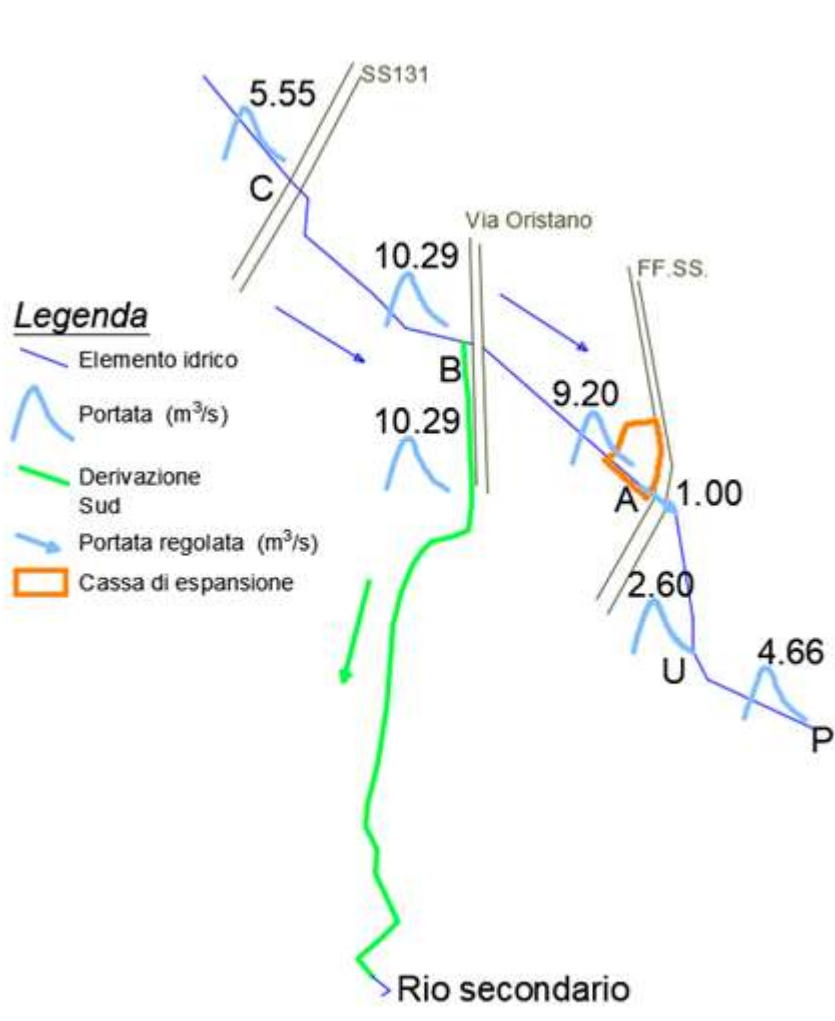 5.55
SS131
C
Via Oristano
10.29
FF.SS.
Legenda
Elemento idrico
Portata (m³/s)
Derivazione
Sud
Portata regolata (m³/s)
Cassa di espansione
B
10.29
9.20
A
1.00
2.60
U
4.66
P
Rio secondario